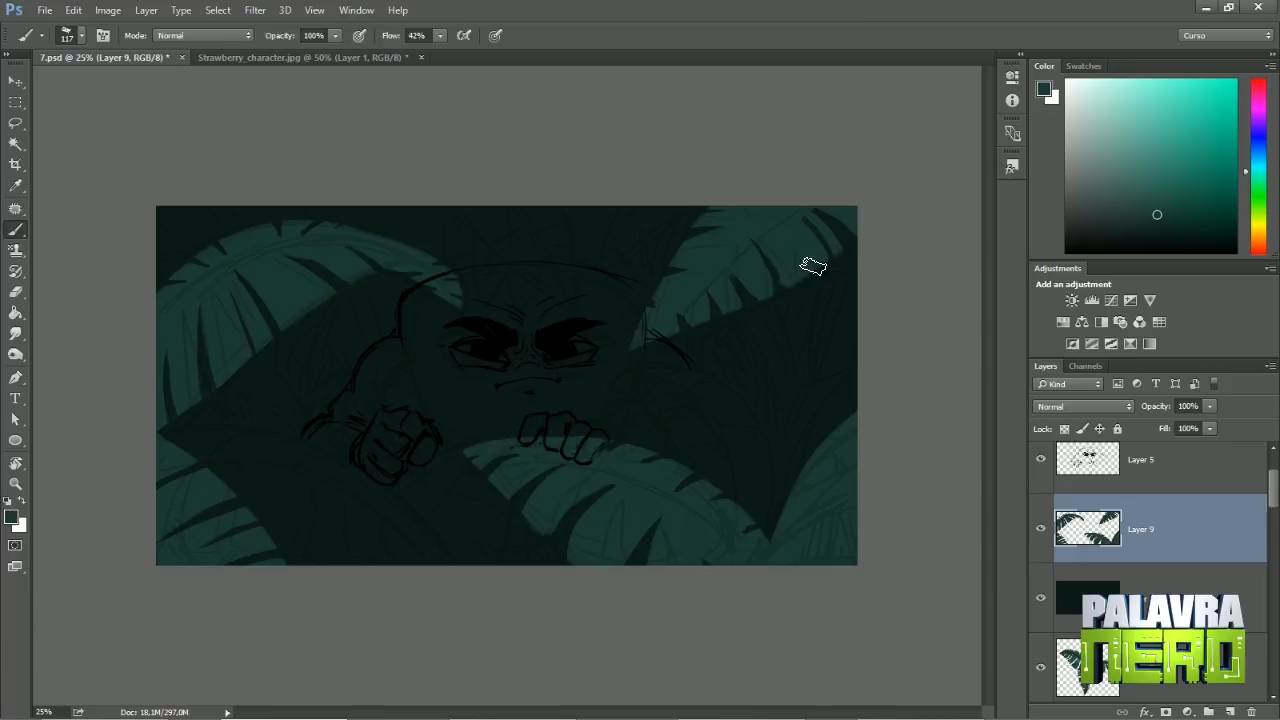 Ps File Edit Image Layer Type Select Filter 3D View Window Help
117 Mode: Normal Opacity: 100% Flow: 42% Curso
7.psd @ 25% (Layer 9, RGB/8) * × Strawberry_character.jpg @ 50% (Layer 1, RGB/8) * ×
Color Swatches
Adjustments
Add an adjustment
Layers Channels
Kind
Normal Opacity: 100%
Lock: Fill: 100%
Layer 5
Layer 9
PALAVRA
NERD
25% Doc: 18,1M/297,0M